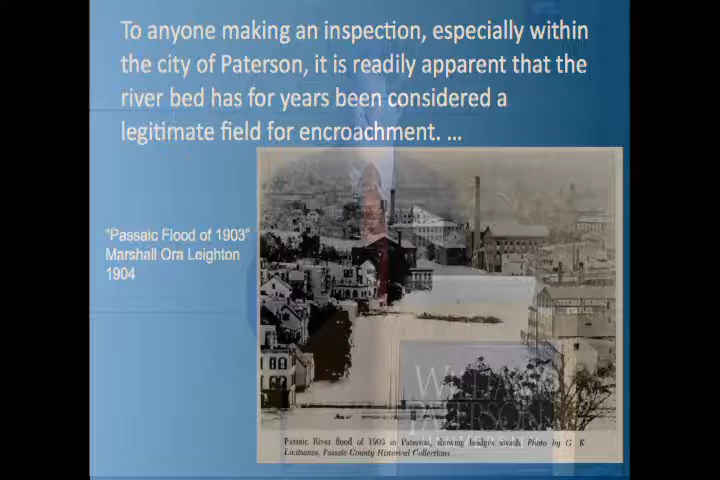 To anyone making an inspection, especially within
the city of Paterson, it is readily apparent that the
river bed has for years been considered a
legitimate field for encroachment. ...
"Passaic Flood of 1903"
Marshall Ora Leighton
1904
WILLIAM
PATERSON
Passaic River flood of 1903 in Paterson, showing bridges awash. Photo by G. K
Passaic County Historical Collections